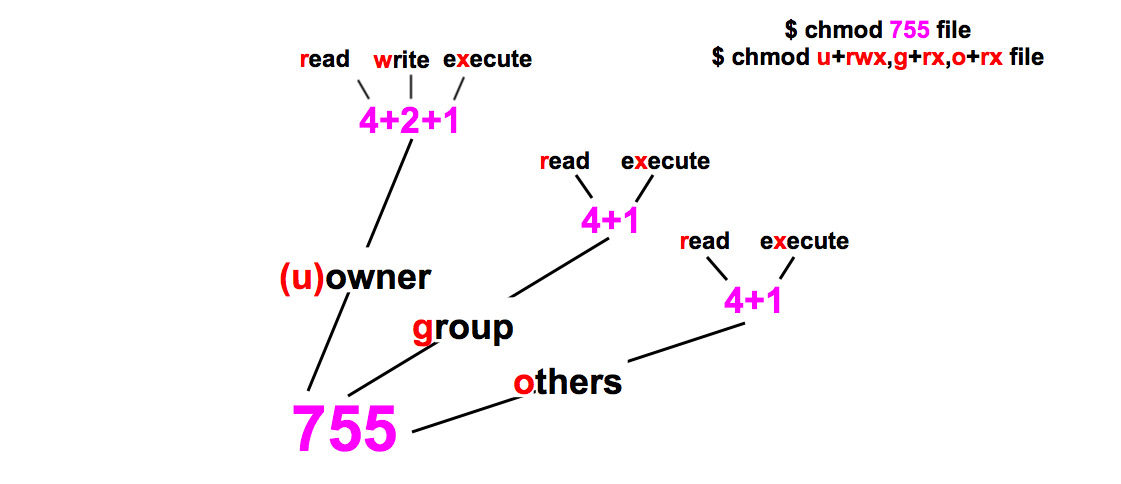 $ chmod 755 file
$ chmod u+rwx,g+rx,o+rx file
read write execute
4+2+1
read execute
4+1
read execute
4+1
(u)owner
group
others
755